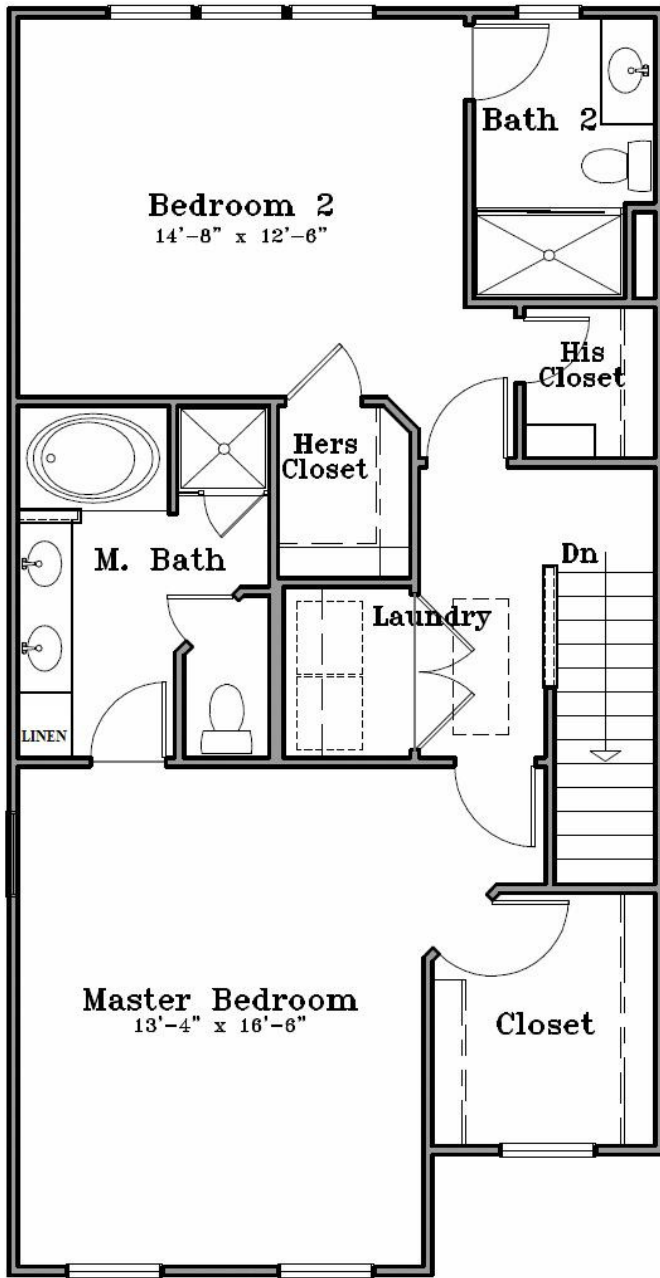 Bath 2
Bedroom 2
14'-8" x 12'-6"
His
Closet
Hers
Closet
M. Bath
Dn
Laundry
LINEN
Master Bedroom
13'-4" x 16'-6"
Closet